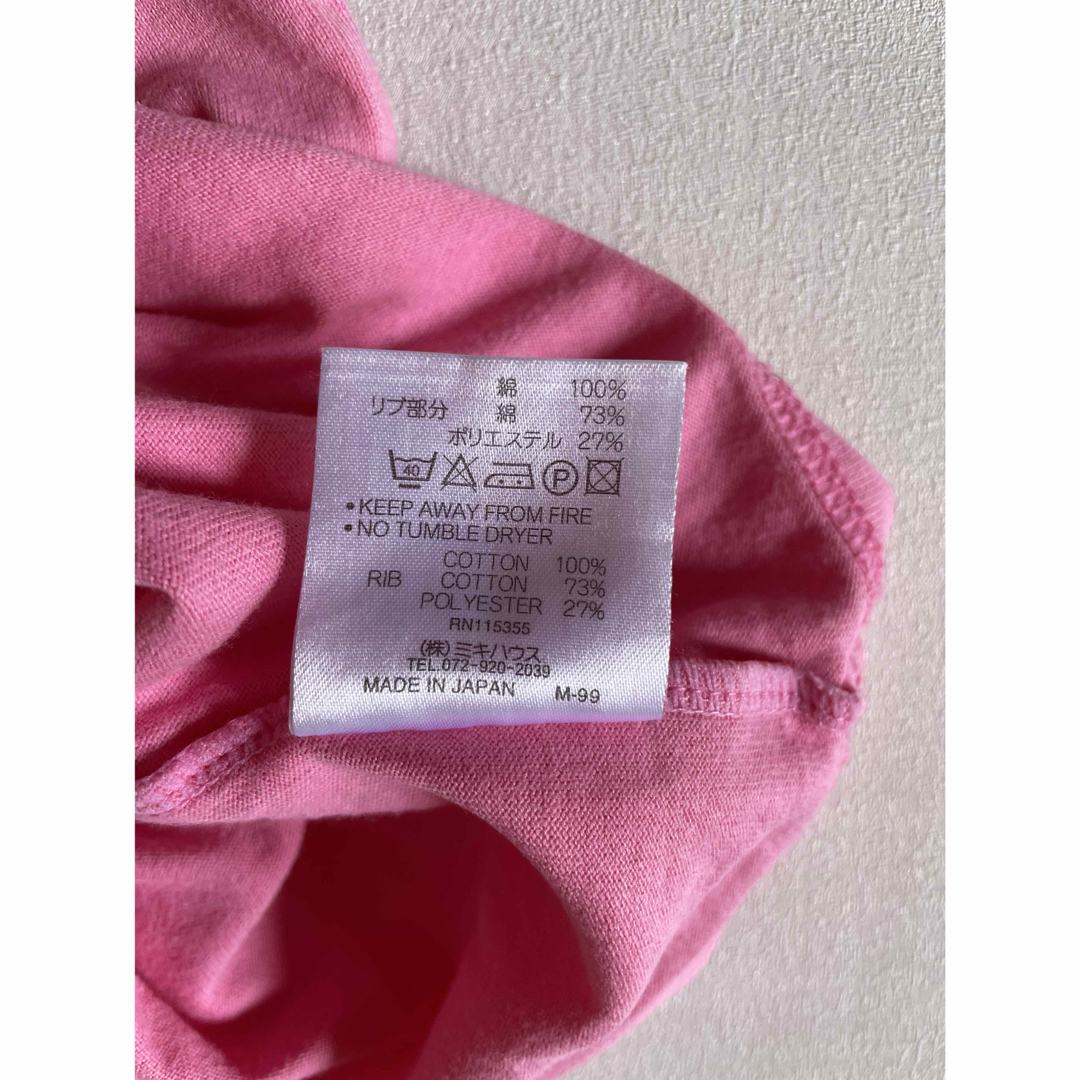 綿 100%
リブ部分 綿 73%
ポリエステル 27%
40 P
•KEEP AWAY FROM FIRE
•NO TUMBLE DRYER
COTTON 100%
RIB COTTON 73%
POLYESTER 27%
RN115355
(株)ミキハウス
TEL.072-920-2039
MADE IN JAPAN M-99